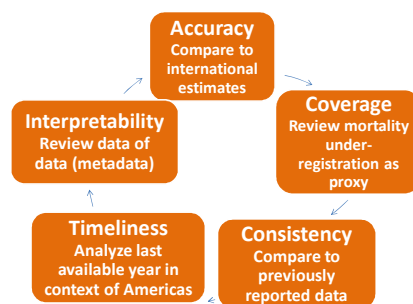 Accuracy
Compare to
international
estimates
Coverage
Review mortality
under-
registration as
proxy
Consistency
Compare to
previously
reported data
Timeliness
Analyze last
available year in
context of Americas
Interpretability
Review data of
data (metadata)